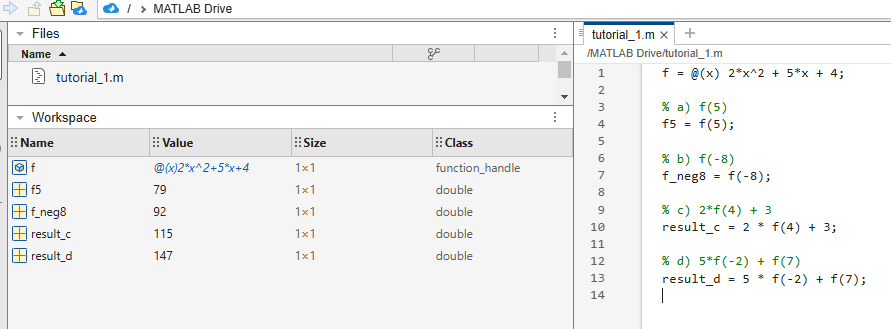 / > MATLAB Drive
Files
Name
tutorial_1.m
Workspace
Name Value Size Class
f @(x)2*x^2+5*x+4 1×1 function_handle
f5 79 1×1 double
f_neg8 92 1×1 double
result_c 115 1×1 double
result_d 147 1×1 double
tutorial_1.m × +
/MATLAB Drive/tutorial_1.m
1 f = @(x) 2*x^2 + 5*x + 4;
2
3 % a) f(5)
4 f5 = f(5);
5
6 % b) f(-8)
7 f_neg8 = f(-8);
8
9 % c) 2*f(4) + 3
10 result_c = 2 * f(4) + 3;
11
12 % d) 5*f(-2) + f(7)
13 result_d = 5 * f(-2) + f(7);
14